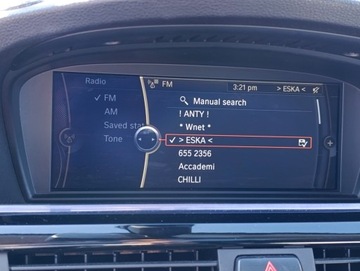 Radio
FM
3:21 pm
> ESKA <
FM
AM
Saved stat
Tone
Manual search
! ANTY !
* Wnet *
> ESKA <
655 2356
Accademi
CHILLI